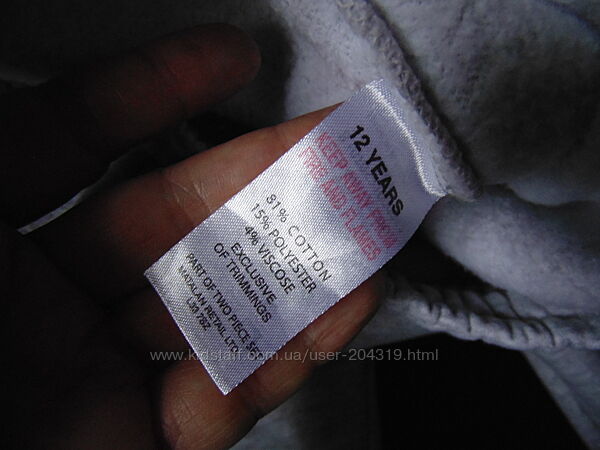 12 YEARS
KEEP AWAY FROM
FIRE AND FLAMES
81% COTTON
15% POLYESTER
4% VISCOSE
EXCLUSIVE
OF TRIMMINGS
PART OF TWO PIECE SET
MATALAN RETAIL LTD
L39 2BZ
www.kidstaff.com.ua/user-204319.html